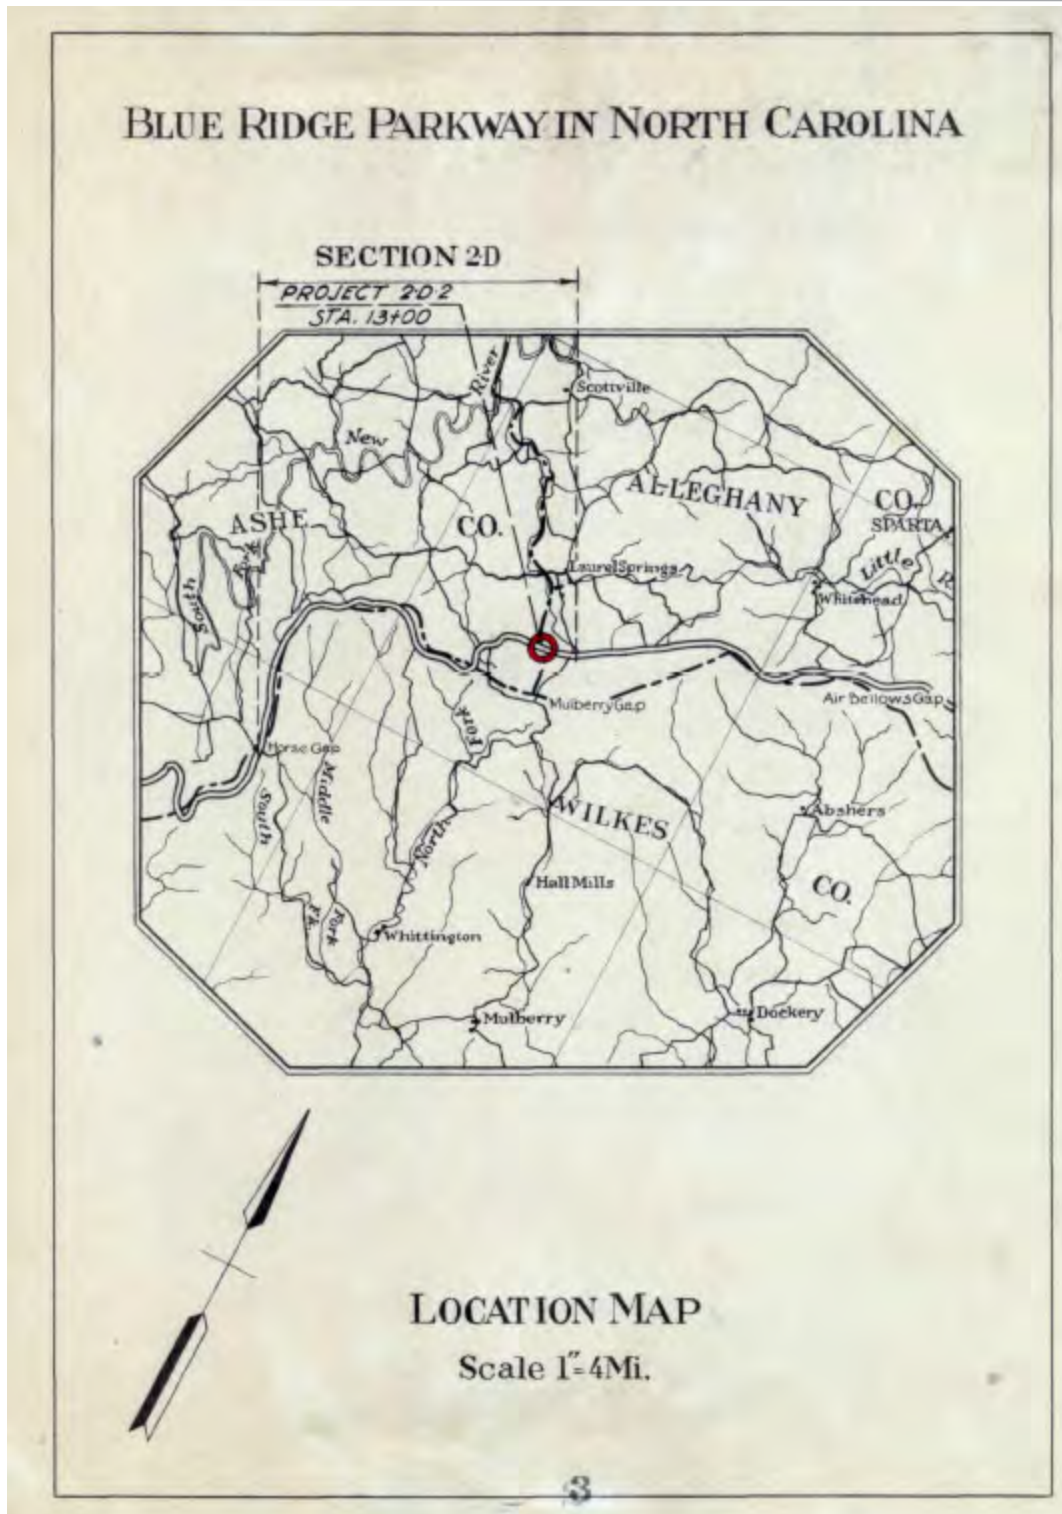 BLUE RIDGE PARKWAY IN NORTH CAROLINA
SECTION 2D
PROJECT 2-D-2
STA. 13+00
River
Scottville
New
ALLEGHANY
CO.
SPARTA
ASHE
CO.
Fork
Laurel Springs
Little
R.
South
Whitehead
Mulberry Gap
Air Bellows Gap
Fork
Horse Gap
Middle
South
WILKES
Abshers
North
Hall Mills
CO.
Fork
Fk.
Whittington
Mulberry
Dockery
LOCATION MAP
Scale 1"=4Mi.
3